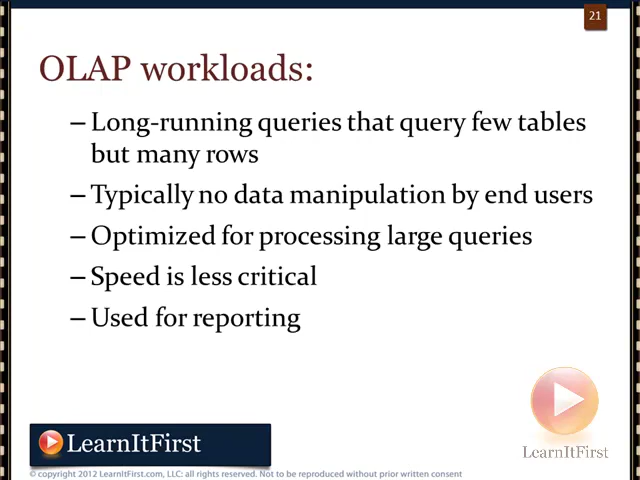 21
OLAP workloads:
– Long-running queries that query few tables
but many rows
– Typically no data manipulation by end users
– Optimized for processing large queries
– Speed is less critical
– Used for reporting
LearnItFirst
LearnItFirst
© copyright 2012 LearnItFirst.com, LLC: all rights reserved. Not to be reproduced without prior written consent